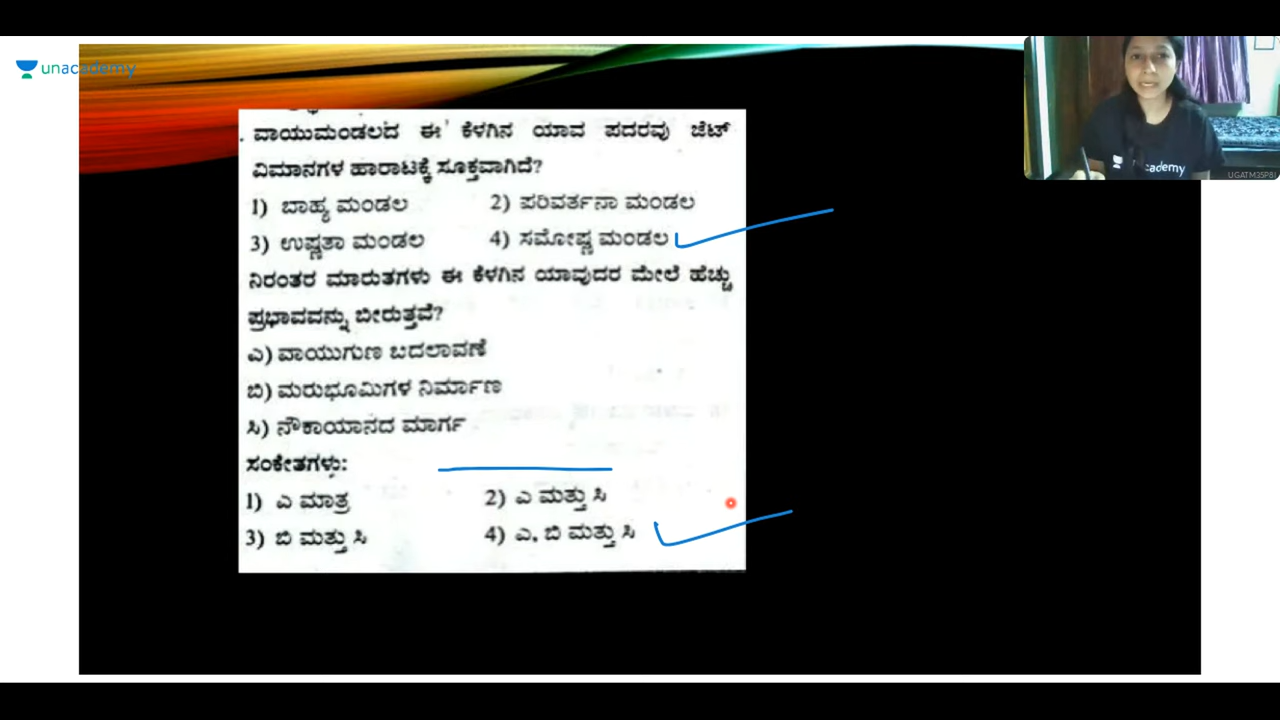 unacademy
. ವಾಯುಮಂಡಲದ ಈ ಕೆಳಗಿನ ಯಾವ ಪದರವು ಜೆಟ್
ವಿಮಾನಗಳ ಹಾರಾಟಕ್ಕೆ ಸೂಕ್ತವಾಗಿದೆ?
1) ಬಾಹ್ಯ ಮಂಡಲ 2) ಪರಿವರ್ತನಾ ಮಂಡಲ
3) ಉಷ್ಣತಾ ಮಂಡಲ 4) ಸಮೋಷ್ಣ ಮಂಡಲ
ನಿರಂತರ ಮಾರುತಗಳು ಈ ಕೆಳಗಿನ ಯಾವುದರ ಮೇಲೆ ಹೆಚ್ಚು
ಪ್ರಭಾವವನ್ನು ಬೀರುತ್ತವೆ?
ಎ) ವಾಯುಗುಣ ಬದಲಾವಣೆ
ಬಿ) ಮರುಭೂಮಿಗಳ ನಿರ್ಮಾಣ
ಸಿ) ನೌಕಾಯಾನದ ಮಾರ್ಗ
ಸಂಕೇತಗಳು:
1) ಎ ಮಾತ್ರ 2) ಎ ಮತ್ತು ಸಿ
3) ಬಿ ಮತ್ತು ಸಿ 4) ಎ, ಬಿ ಮತ್ತು ಸಿ
cademy